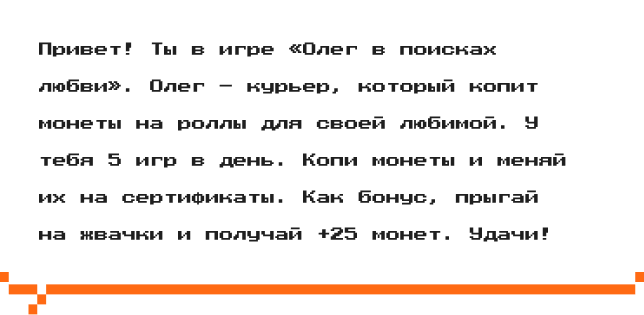 Привет! Ты в игре «Олег в поисках
любви». Олег – курьер, который копит
монеты на роллы для своей любимой. У
тебя 5 игр в день. Копи монеты и меняй
их на сертификаты. Как бонус, прыгай
на жвачки и получай +25 монет. Удачи!